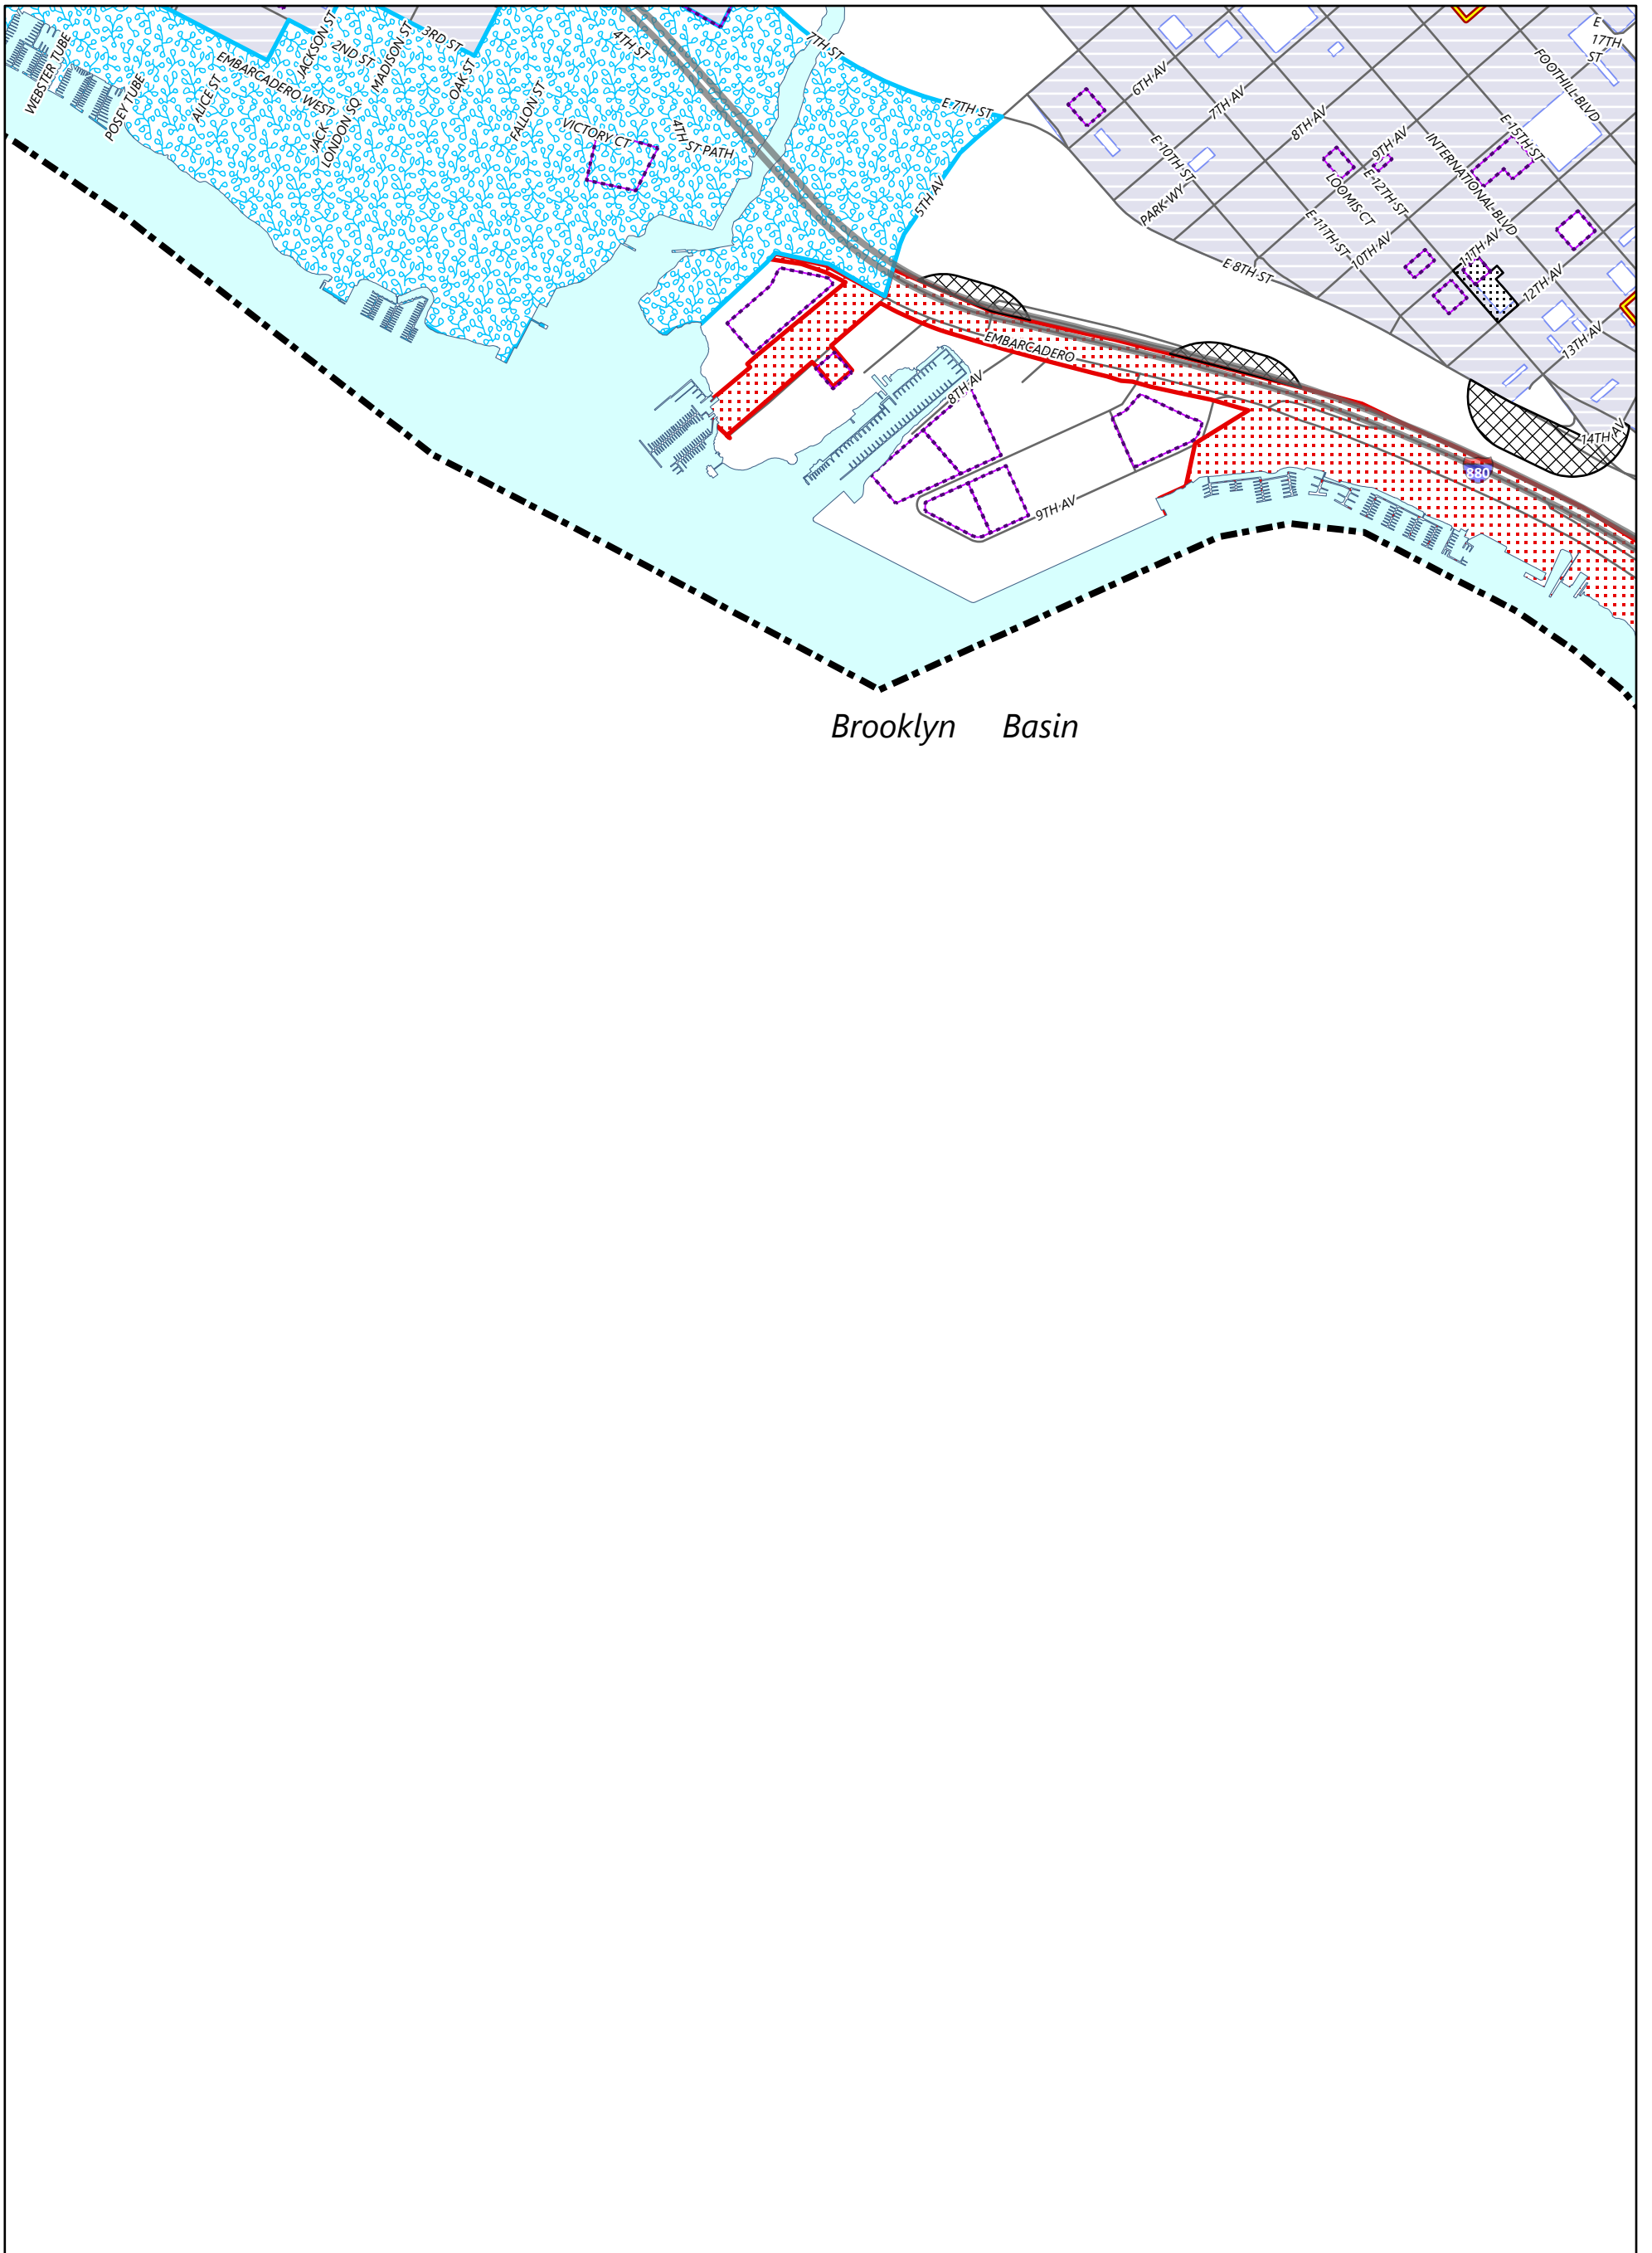 WEBSTER TUBE
POSEY TUBE
ALICE ST
EMBARCADERO WEST
JACKSON ST
2ND ST
JACK
LONDON SQ
MADISON ST
3RD ST
OAK ST
FALLON ST
VICTORY CT
4TH ST
4TH ST PATH
7TH ST
E 7TH ST
5TH AV
6TH AV
7TH AV
8TH AV
9TH AV
E 10TH ST
PARK WY
E 8TH ST
E 11TH ST
10TH AV
LOOMIS CT
E 12TH ST
INTERNATIONAL BLVD
11TH AV
12TH AV
13TH AV
14TH AV
E 15TH ST
FOOTHILL BLVD
E
17TH
ST
EMBARCADERO
8TH AV
9TH AV
880
Brooklyn Basin